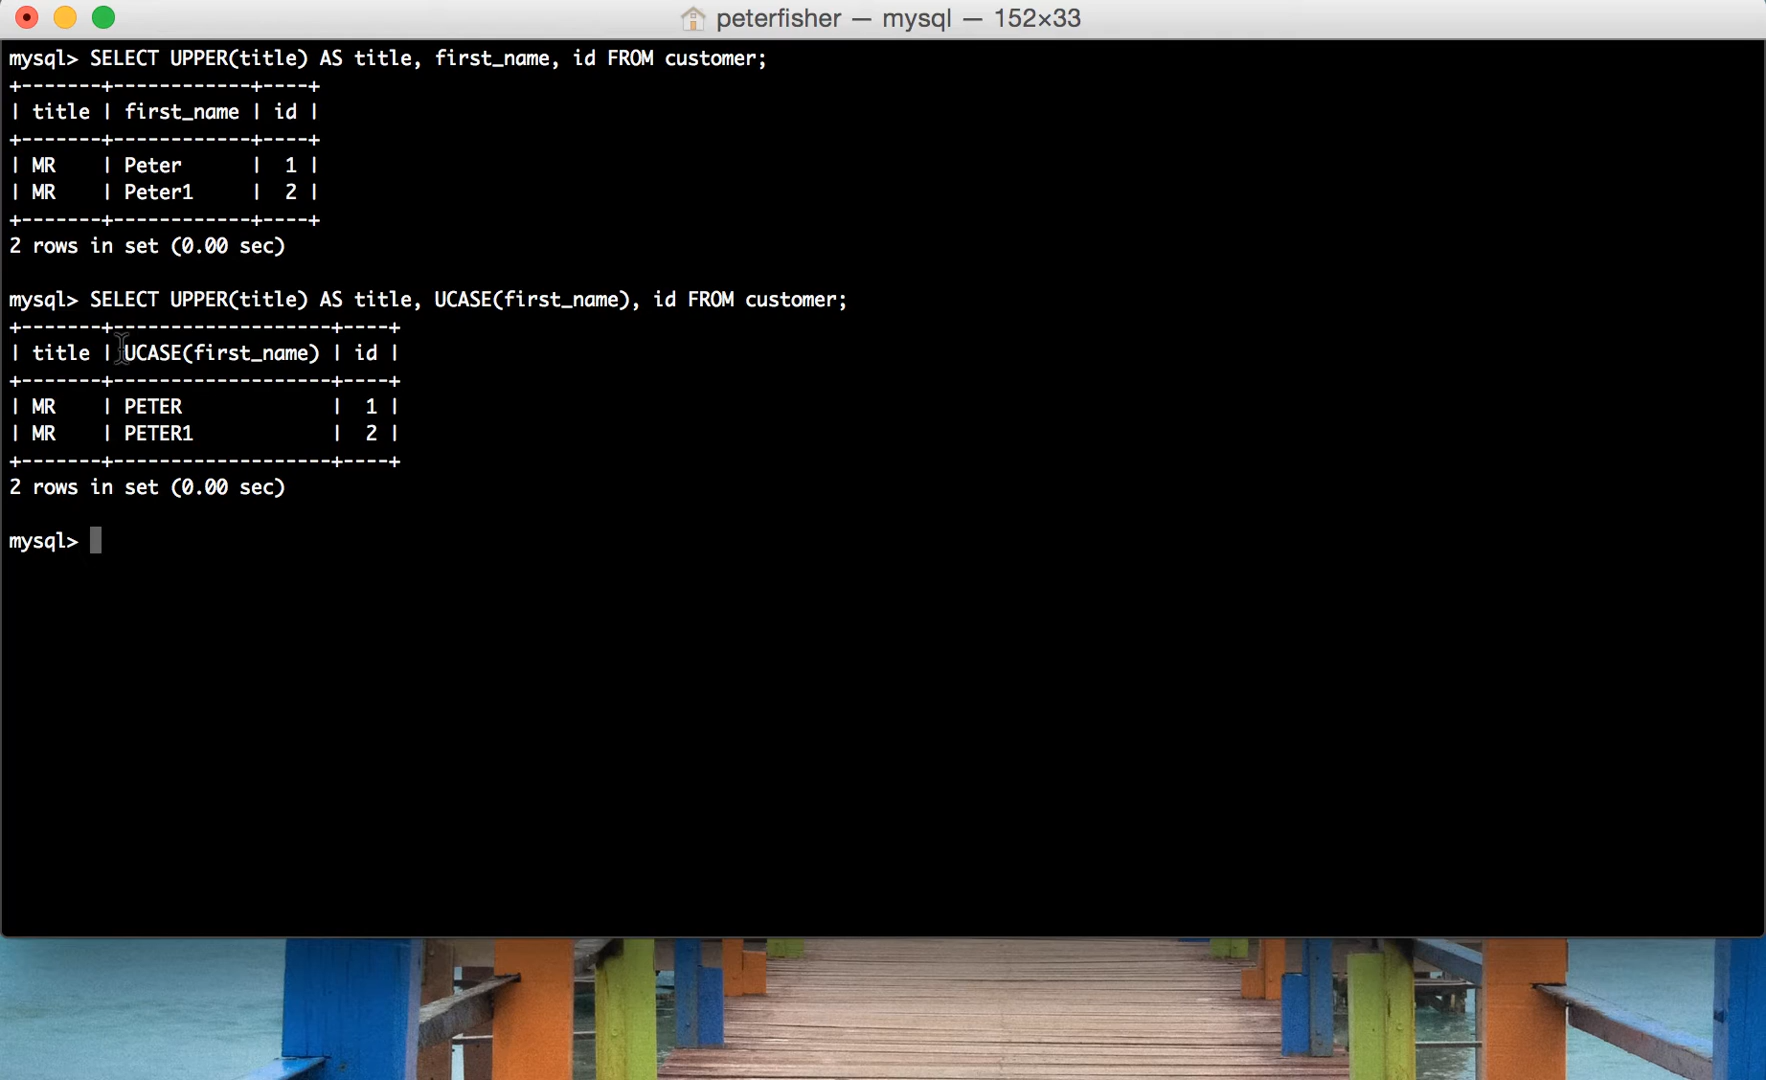 peterfisher — mysql — 152×33
mysql> SELECT UPPER(title) AS title, first_name, id FROM customer;
+-------+------------+----+
| title | first_name | id |
+-------+------------+----+
| MR    | Peter      |  1 |
| MR    | Peter1     |  2 |
+-------+------------+----+
2 rows in set (0.00 sec)
mysql> SELECT UPPER(title) AS title, UCASE(first_name), id FROM customer;
+-------+-------------------+----+
| title | UCASE(first_name) | id |
+-------+-------------------+----+
| MR    | PETER             |  1 |
| MR    | PETER1            |  2 |
+-------+-------------------+----+
2 rows in set (0.00 sec)
mysql>